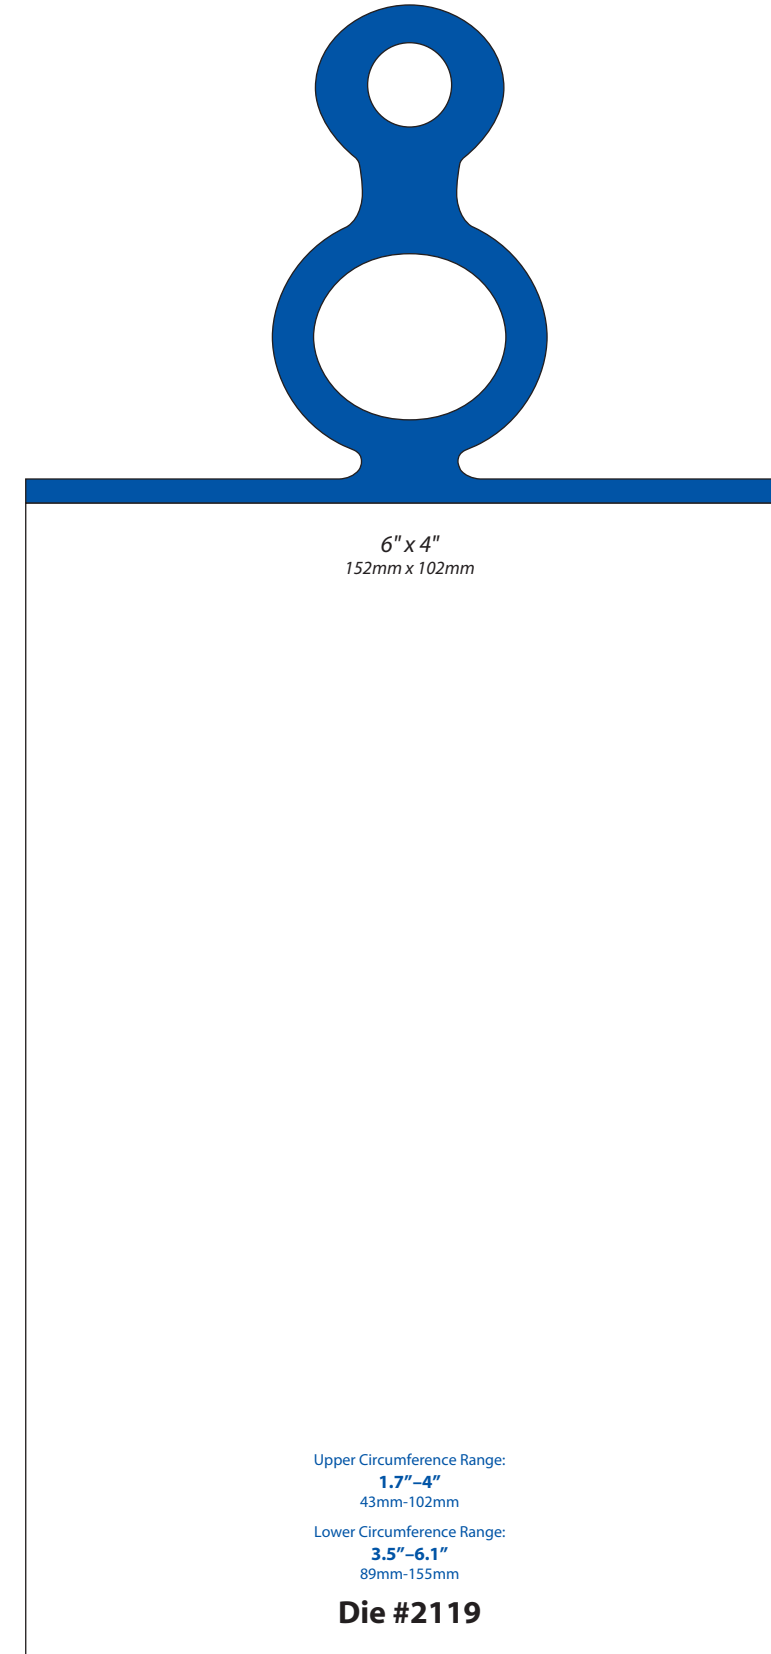 6" x 4"
152mm x 102mm
Upper Circumference Range:
1.7”–4”
43mm-102mm
Lower Circumference Range:
3.5”–6.1”
89mm-155mm
Die #2119